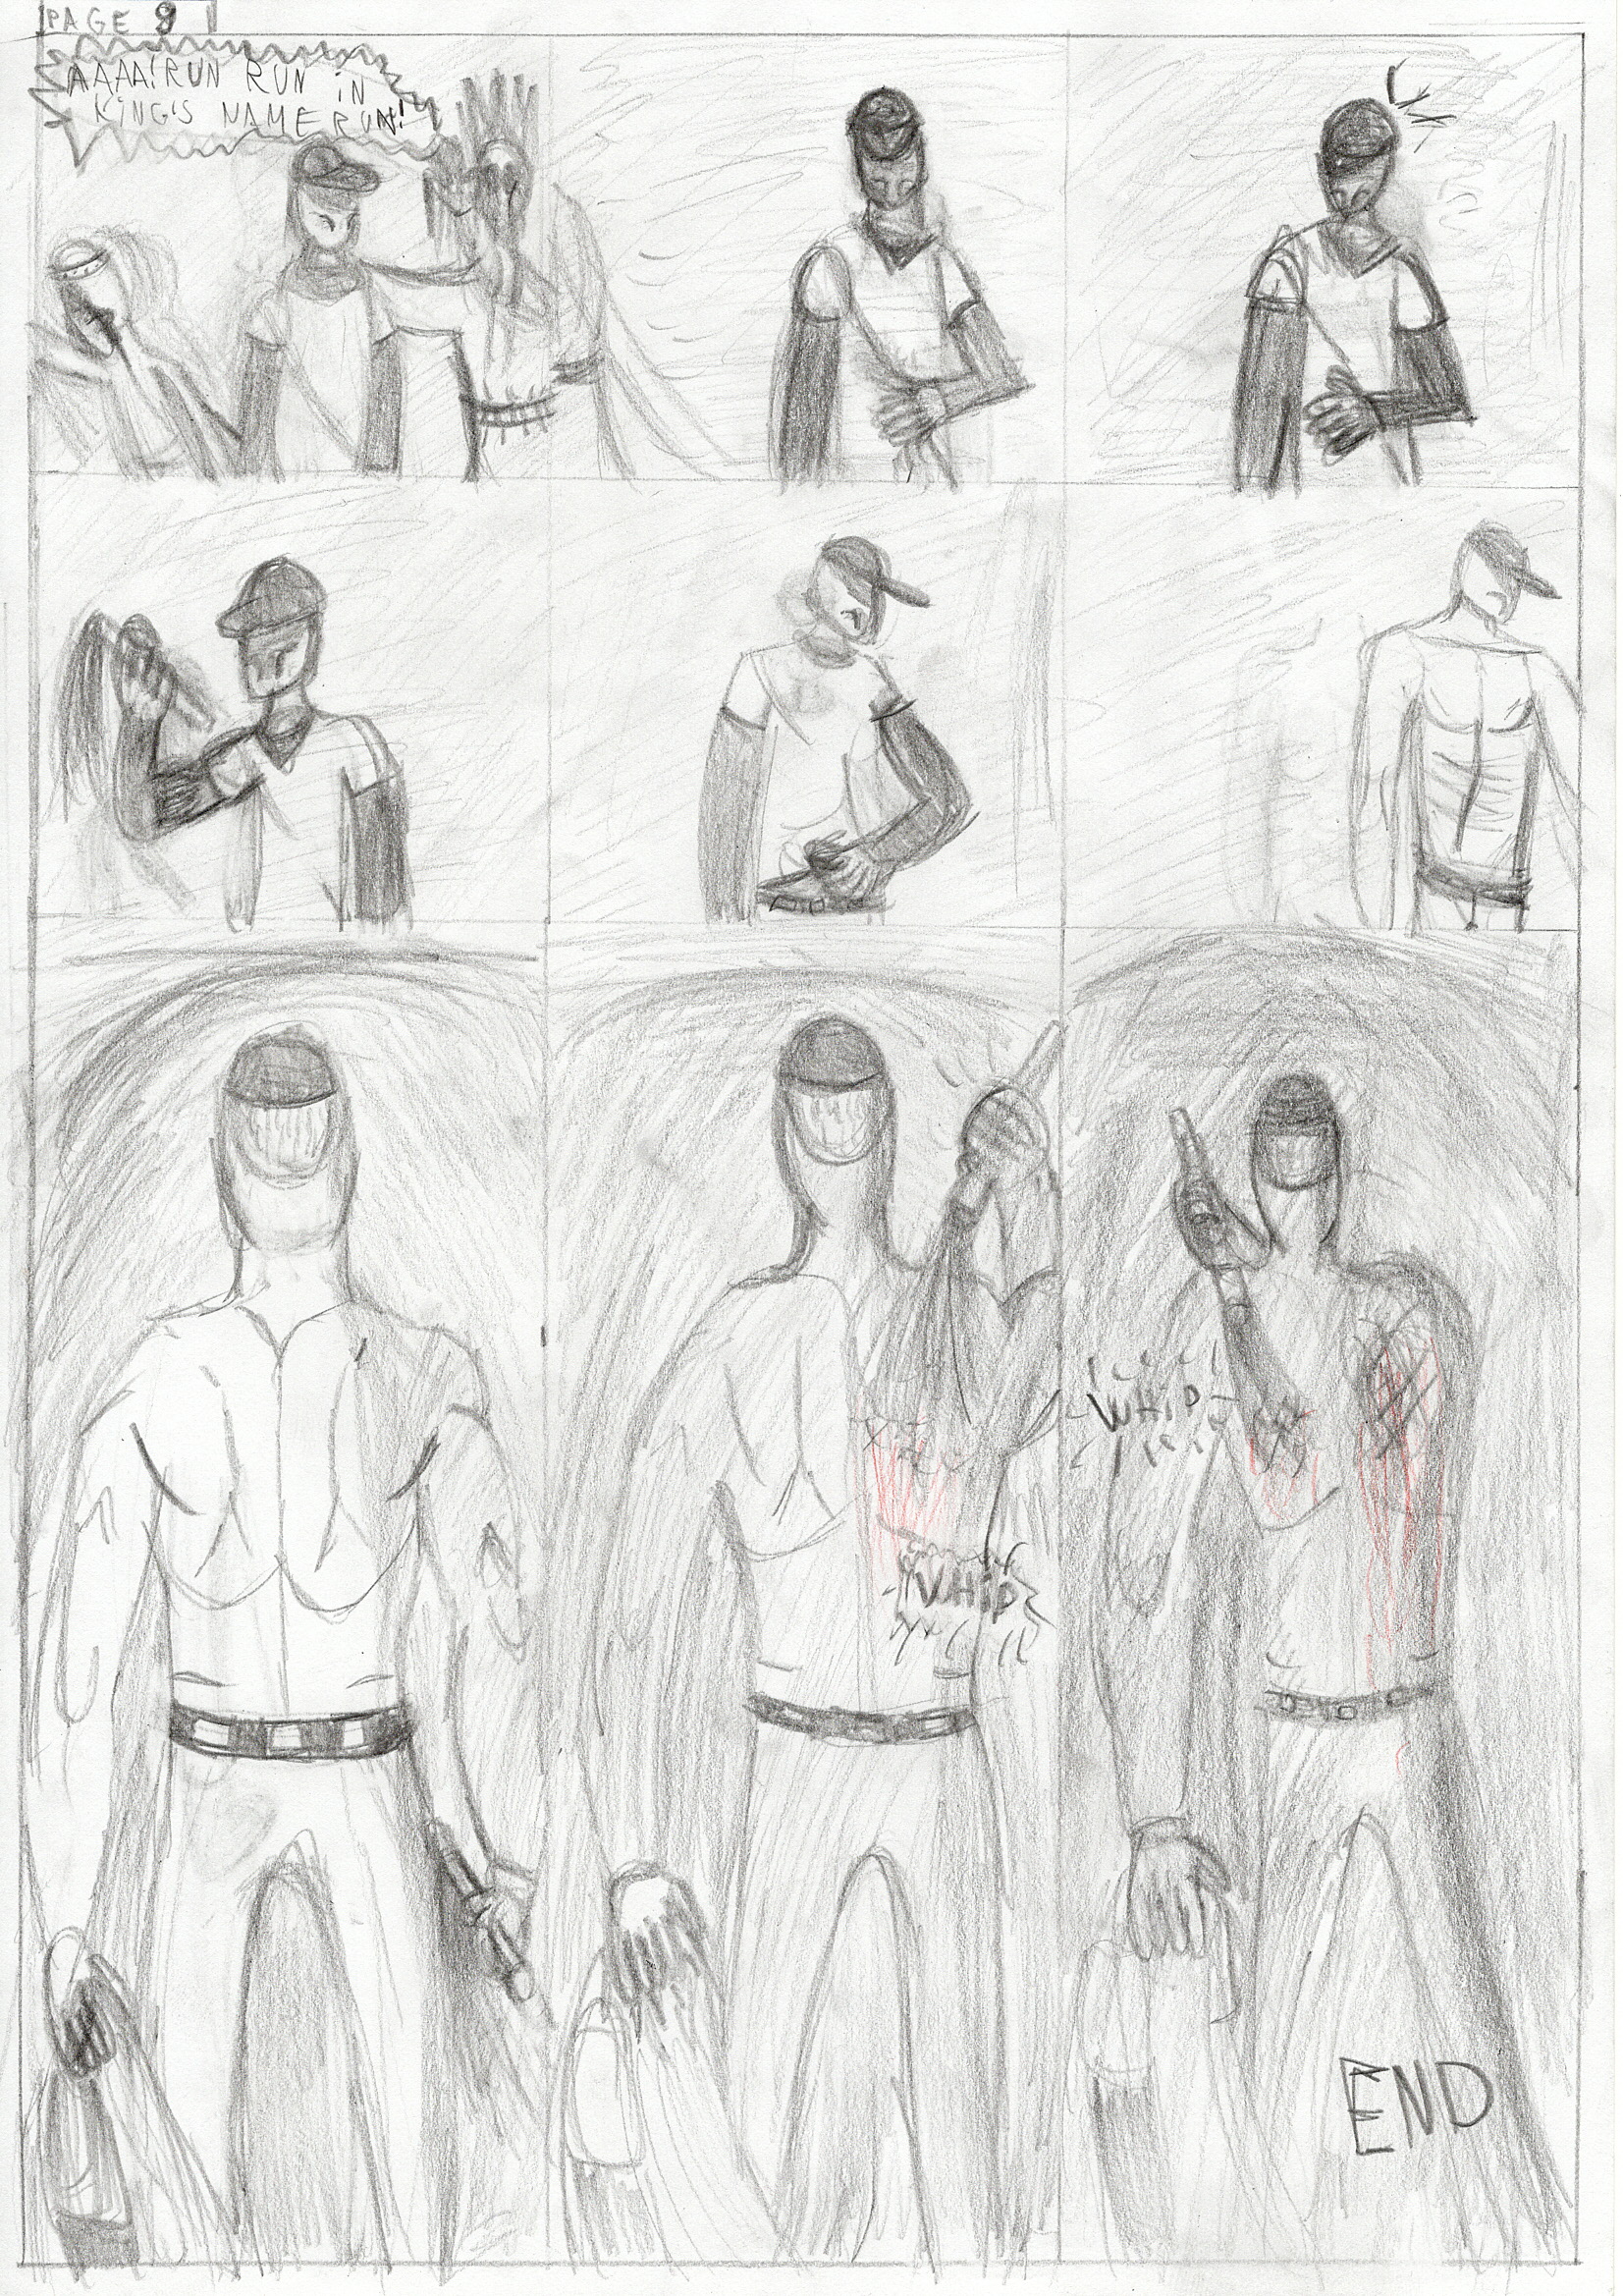 PAGE 9
AAAA!RUN RUN iN
KiNG'S NAME RUN!
WHiP
WHiP
END